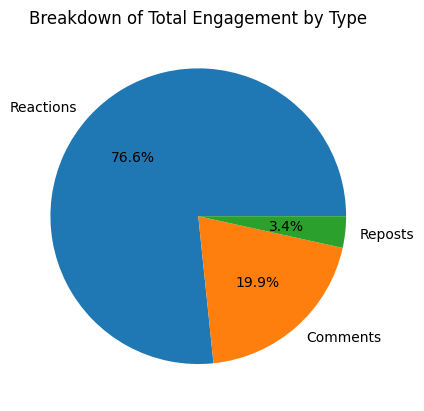 Breakdown of Total Engagement by Type
Reactions
76.6%
3.4%
Reposts
19.9%
Comments